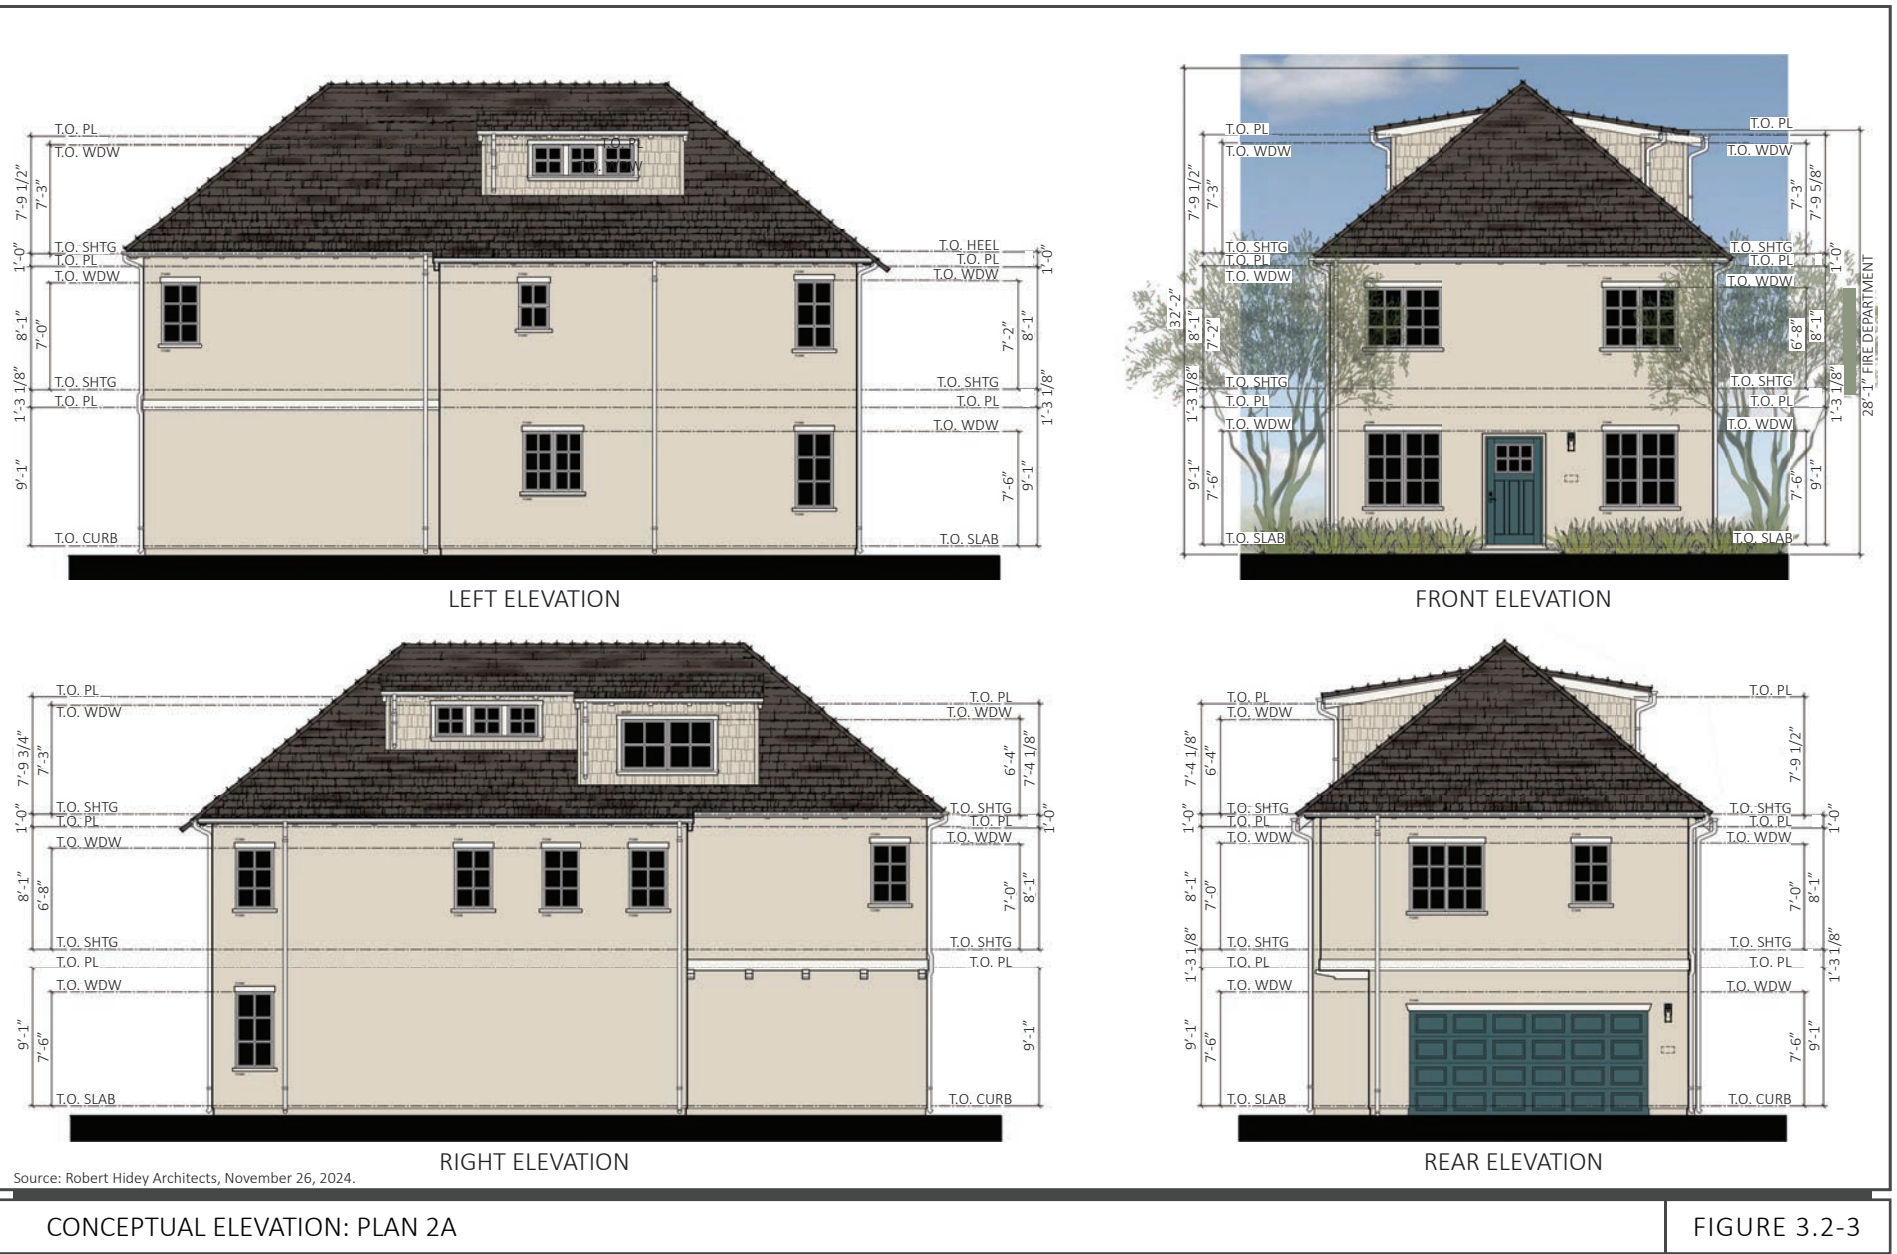 T.O. PL
T.O. WDW
7'-9 1/2"
7'-3"
T.O. PL
T.O. WDW
T.O. SHTG
T.O. PL
T.O. WDW
1'-0"
8'-1"
7'-0"
T.O. SHTG
T.O. PL
1'-3 1/8"
9'-1"
T.O. CURB
T.O. HEEL
T.O. PL
T.O. WDW
1'-0"
7'-2"
8'-1"
T.O. SHTG
T.O. PL
T.O. WDW
1'-3 1/8"
7'-6"
9'-1"
T.O. SLAB
LEFT ELEVATION
T.O. PL
T.O. WDW
7'-9 1/2"
7'-3"
T.O. SHTG
T.O. PL
T.O. WDW
32'-2"
8'-1"
7'-2"
T.O. SHTG
T.O. PL
T.O. WDW
1'-3 1/8"
9'-1"
7'-6"
T.O. SLAB
T.O. PL
T.O. WDW
7'-3"
7'-9 5/8"
T.O. SHTG
T.O. PL
T.O. WDW
1'-0"
6'-8"
8'-1"
28'-1" FIRE DEPARTMENT
T.O. SHTG
T.O. PL
T.O. WDW
1'-3 1/8"
7'-6"
9'-1"
T.O. SLAB
FRONT ELEVATION
T.O. PL
T.O. WDW
7'-9 3/4"
7'-3"
T.O. SHTG
T.O. PL
T.O. WDW
1'-0"
8'-1"
6'-8"
T.O. SHTG
T.O. PL
T.O. WDW
9'-1"
7'-6"
T.O. SLAB
T.O. PL
T.O. WDW
6'-4"
7'-4 1/8"
T.O. SHTG
T.O. PL
T.O. WDW
1'-0"
7'-0"
8'-1"
T.O. SHTG
T.O. PL
9'-1"
T.O. CURB
RIGHT ELEVATION
T.O. PL
T.O. WDW
7'-4 1/8"
6'-4"
T.O. SHTG
T.O. PL
T.O. WDW
1'-0"
8'-1"
7'-0"
T.O. SHTG
T.O. PL
T.O. WDW
1'-3 1/8"
9'-1"
7'-6"
T.O. SLAB
T.O. PL
7'-9 1/2"
T.O. SHTG
T.O. PL
T.O. WDW
1'-0"
7'-0"
8'-1"
T.O. SHTG
T.O. PL
T.O. WDW
1'-3 1/8"
7'-6"
9'-1"
T.O. CURB
REAR ELEVATION
Source: Robert Hidey Architects, November 26, 2024.
CONCEPTUAL ELEVATION: PLAN 2A
FIGURE 3.2-3